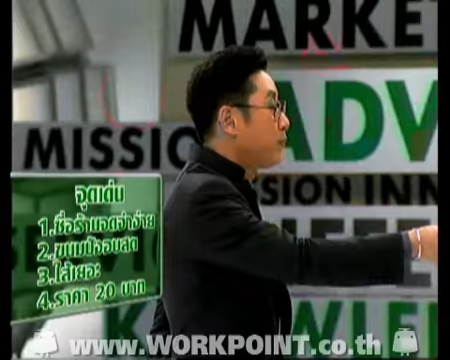 MARKE
ADV
MISSIO
SSION INN
จุดเด่น
1.ชื่อร้านจดจำง่าย
2.ขนมปังอบสด
3.ไส้เยอะ
4.ราคา 20 บาท
KNOWLE
www.WORKPOINT.co.th